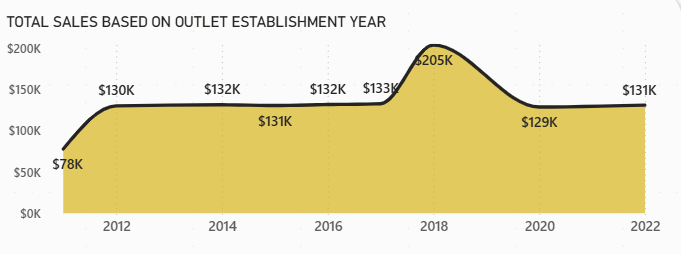 TOTAL SALES BASED ON OUTLET ESTABLISHMENT YEAR
$200K
$150K
$100K
$50K
$0K
$78K
$130K
$132K
$131K
$132K
$133K
$205K
$129K
$131K
2012
2014
2016
2018
2020
2022